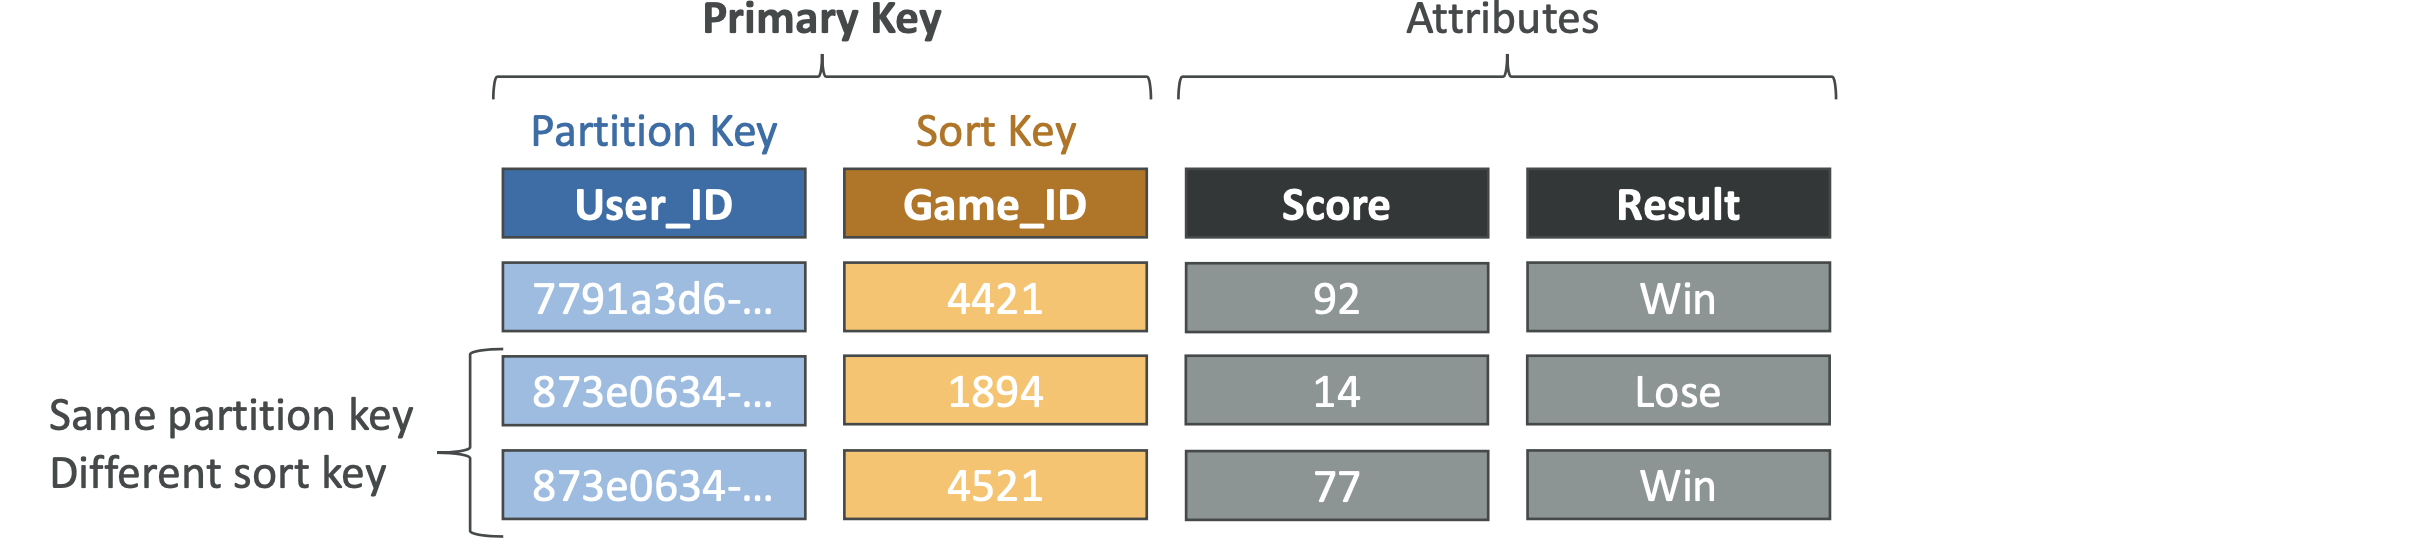 Primary Key
Attributes
Partition Key
Sort Key
User_ID
Game_ID
Score
Result
7791a3d6-...
4421
92
Win
873e0634-...
1894
14
Lose
873e0634-...
4521
77
Win
Same partition key
Different sort key